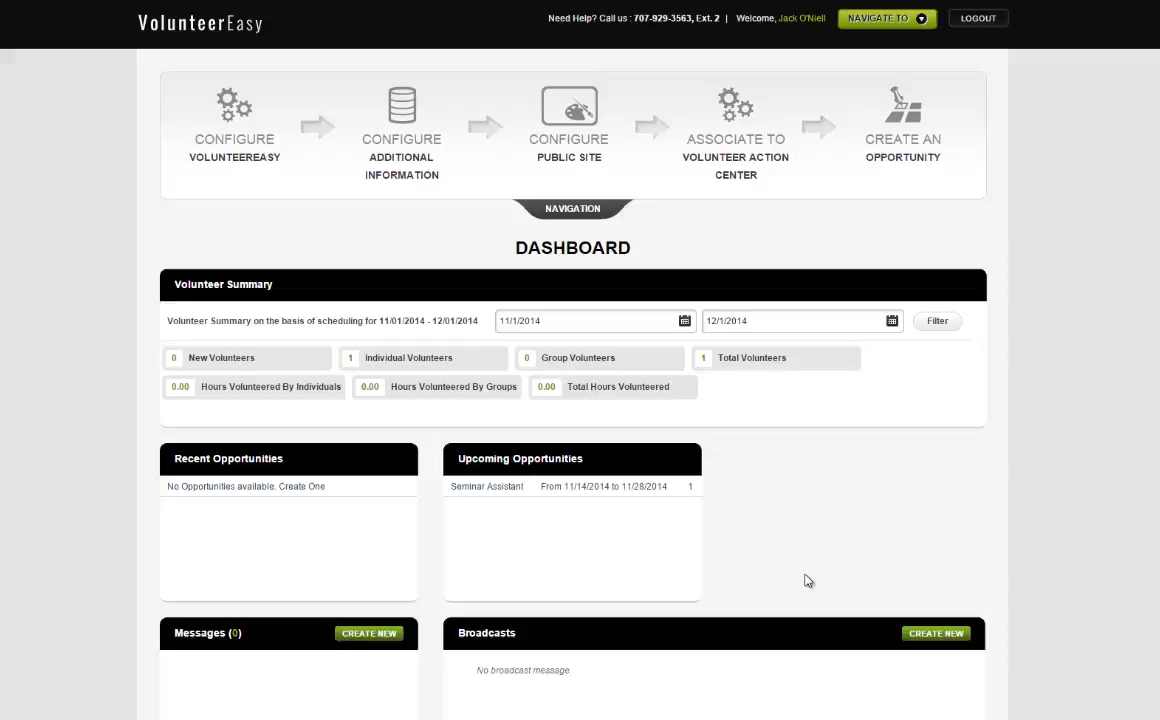 VolunteerEasy
Need Help? Call us : 707-929-3563, Ext. 2 | Welcome, Jack O'Niell
NAVIGATE TO
LOGOUT
CONFIGURE
VOLUNTEEREASY
CONFIGURE
ADDITIONAL
INFORMATION
CONFIGURE
PUBLIC SITE
ASSOCIATE TO
VOLUNTEER ACTION
CENTER
CREATE AN
OPPORTUNITY
NAVIGATION
DASHBOARD
Volunteer Summary
Volunteer Summary on the basis of scheduling for 11/01/2014 - 12/01/2014
11/1/2014
12/1/2014
Filter
0 New Volunteers
1 Individual Volunteers
0 Group Volunteers
1 Total Volunteers
0.00 Hours Volunteered By Individuals
0.00 Hours Volunteered By Groups
0.00 Total Hours Volunteered
Recent Opportunities
No Opportunities available. Create One
Upcoming Opportunities
Seminar Assistant From 11/14/2014 to 11/28/2014 1
Messages (0)
CREATE NEW
Broadcasts
CREATE NEW
No broadcast message